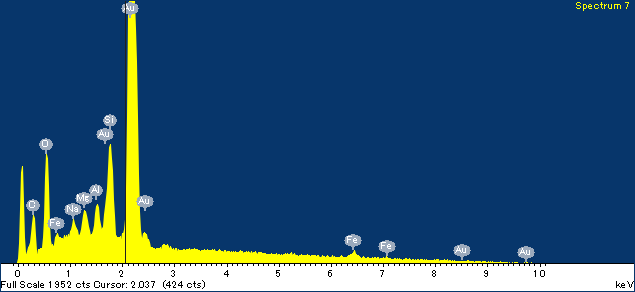 Spectrum 7
Au
Si
Au
O
Al
Mg
Au
C
Na
Fe
Fe
Fe
Au
Au
0 1 2 3 4 5 6 7 8 9 10
Full Scale 1952 cts Cursor: 2.037 (424 cts) keV